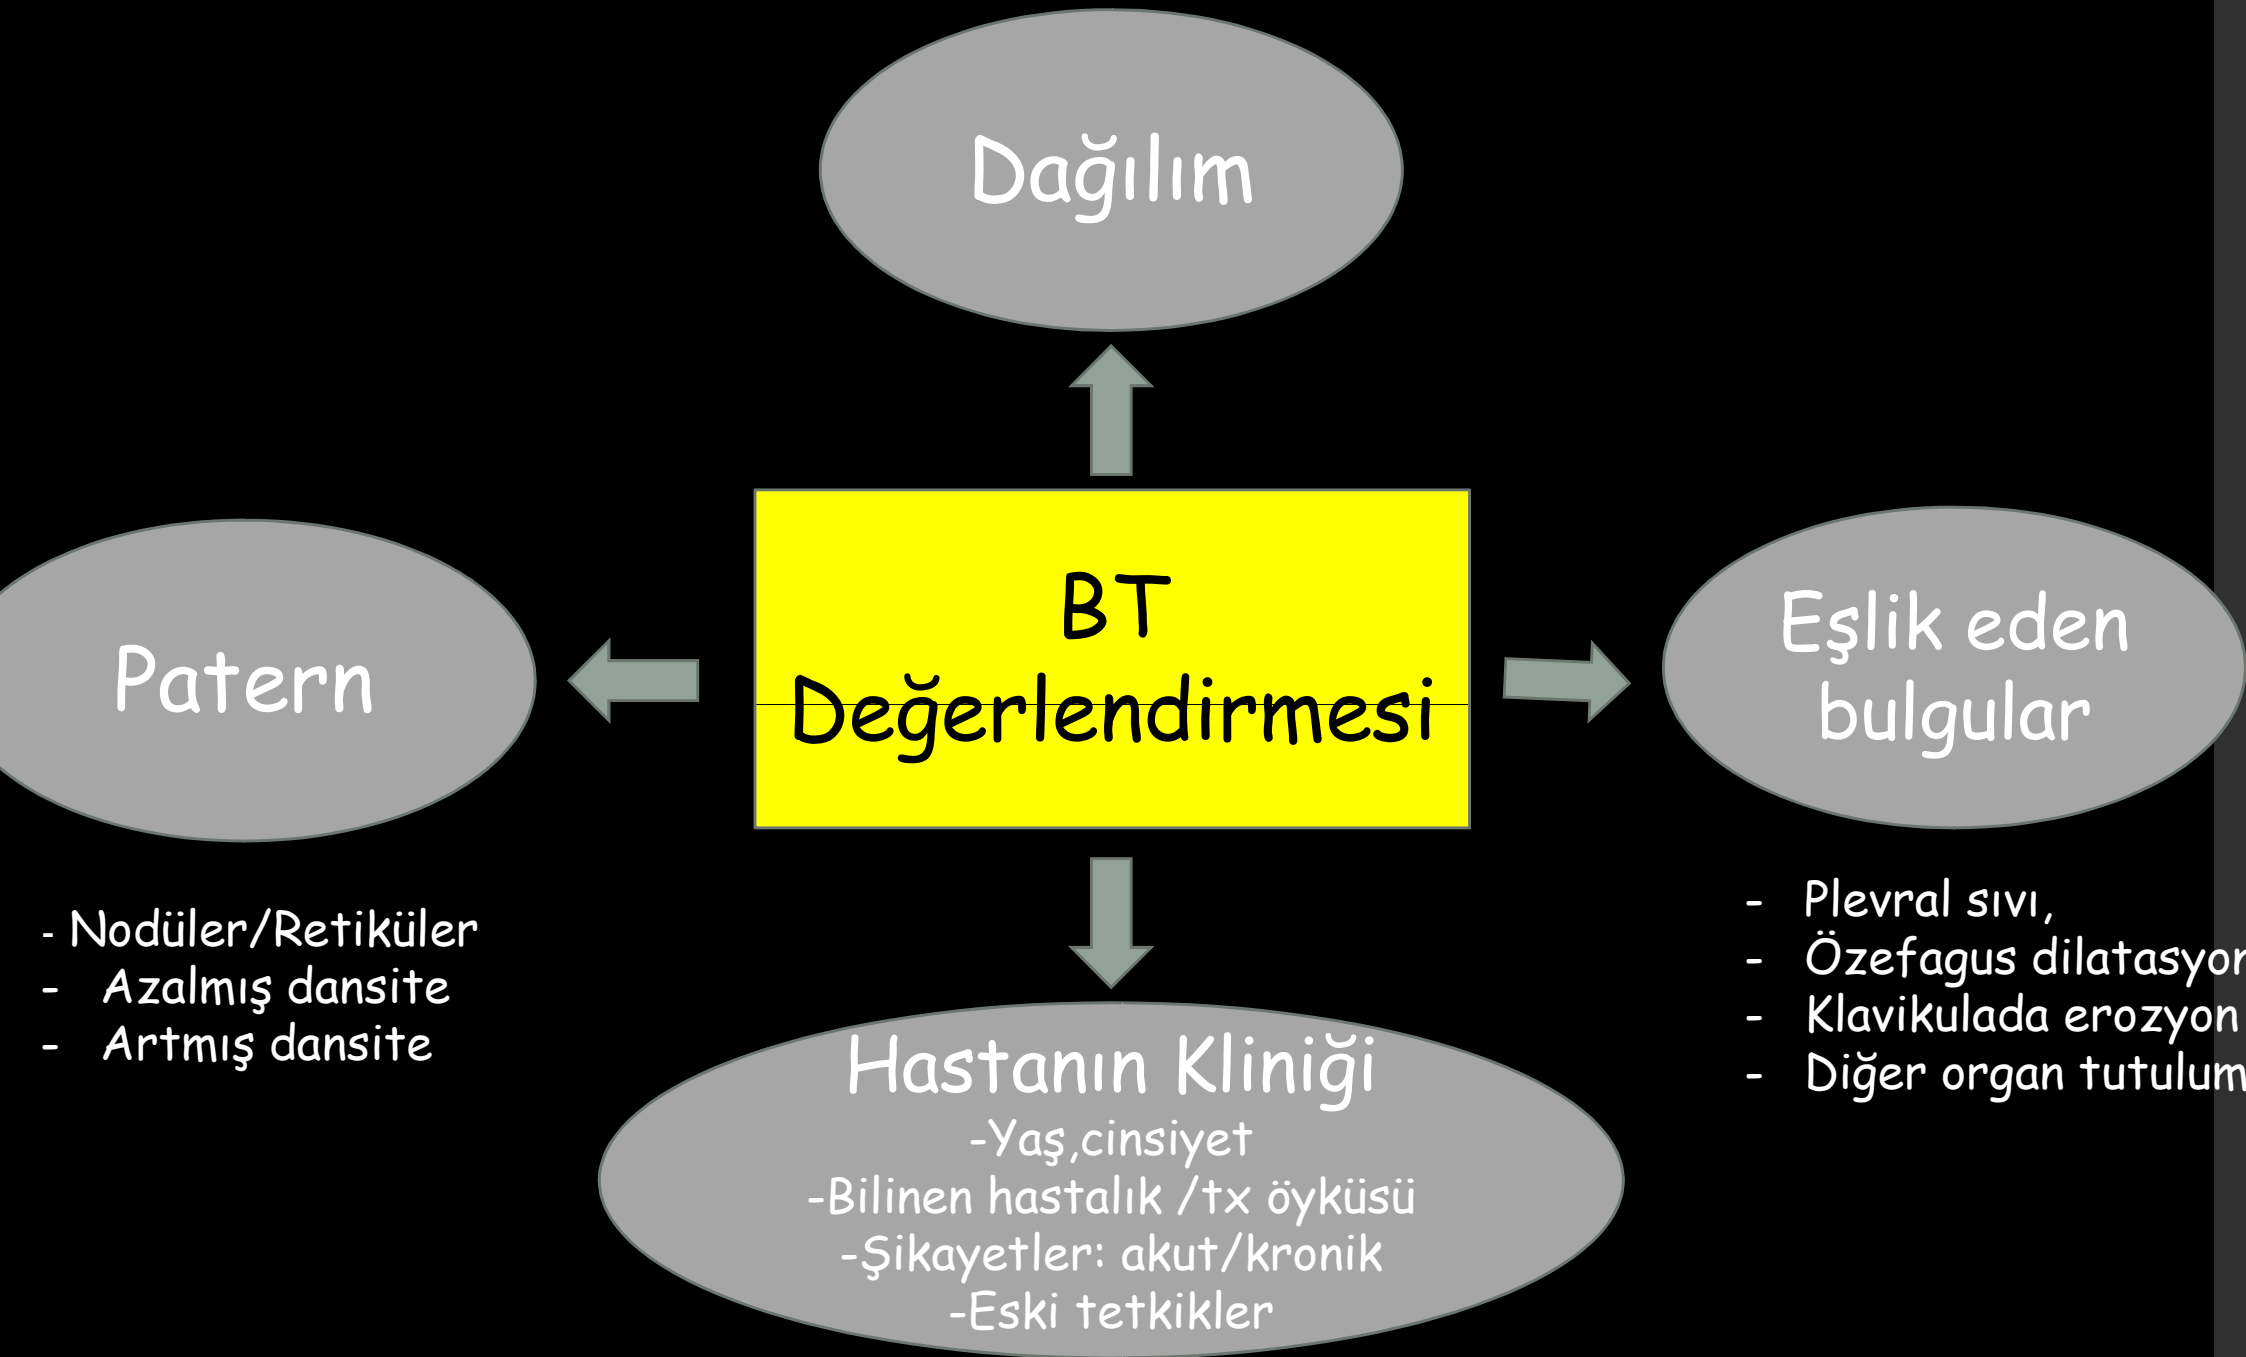 Dağılım
BT
Değerlendirmesi
Patern
- Nodüler/Retiküler
- Azalmış dansite
- Artmış dansite
Eşlik eden
bulgular
- Plevral sıvı,
- Özefagus dilatasyon
- Klavikulada erozyon
- Diğer organ tutulum
Hastanın Kliniği
-Yaş,cinsiyet
-Bilinen hastalık /tx öyküsü
-Şikayetler: akut/kronik
-Eski tetkikler